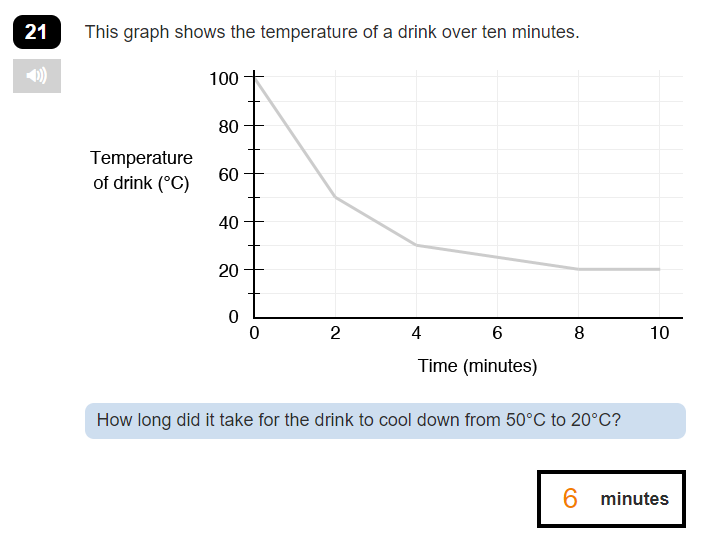 21
This graph shows the temperature of a drink over ten minutes.
100
80
Temperature
of drink (°C)
60
40
20
0
0 2 4 6 8 10
Time (minutes)
How long did it take for the drink to cool down from 50°C to 20°C?
6 minutes